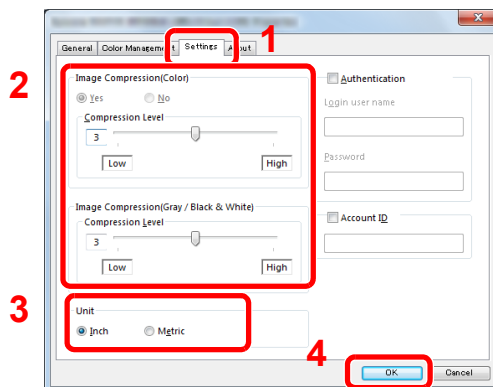 General Color Management Settings About
1
2
Image Compression(Color)
Yes No
Compression Level
3
Low High
Image Compression(Gray / Black & White)
Compression Level
3
Low High
Authentication
Login user name
Password
Account ID
3
Unit
Inch Metric
4
OK Cancel